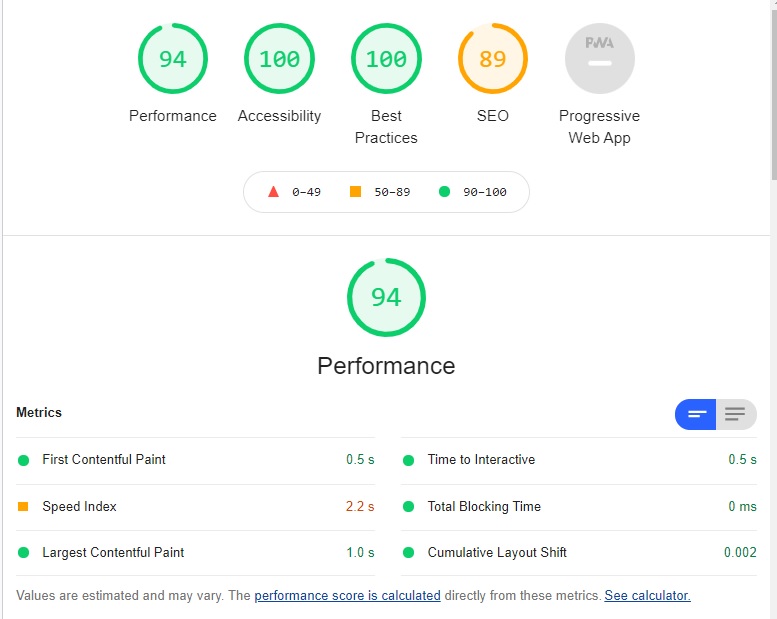 94
100
100
89
PWA
Performance
Accessibility
Best
Practices
SEO
Progressive
Web App
0–49
50–89
90–100
94
Performance
Metrics
First Contentful Paint 0.5 s
Time to Interactive 0.5 s
Speed Index 2.2 s
Total Blocking Time 0 ms
Largest Contentful Paint 1.0 s
Cumulative Layout Shift 0.002
Values are estimated and may vary. The performance score is calculated directly from these metrics. See calculator.